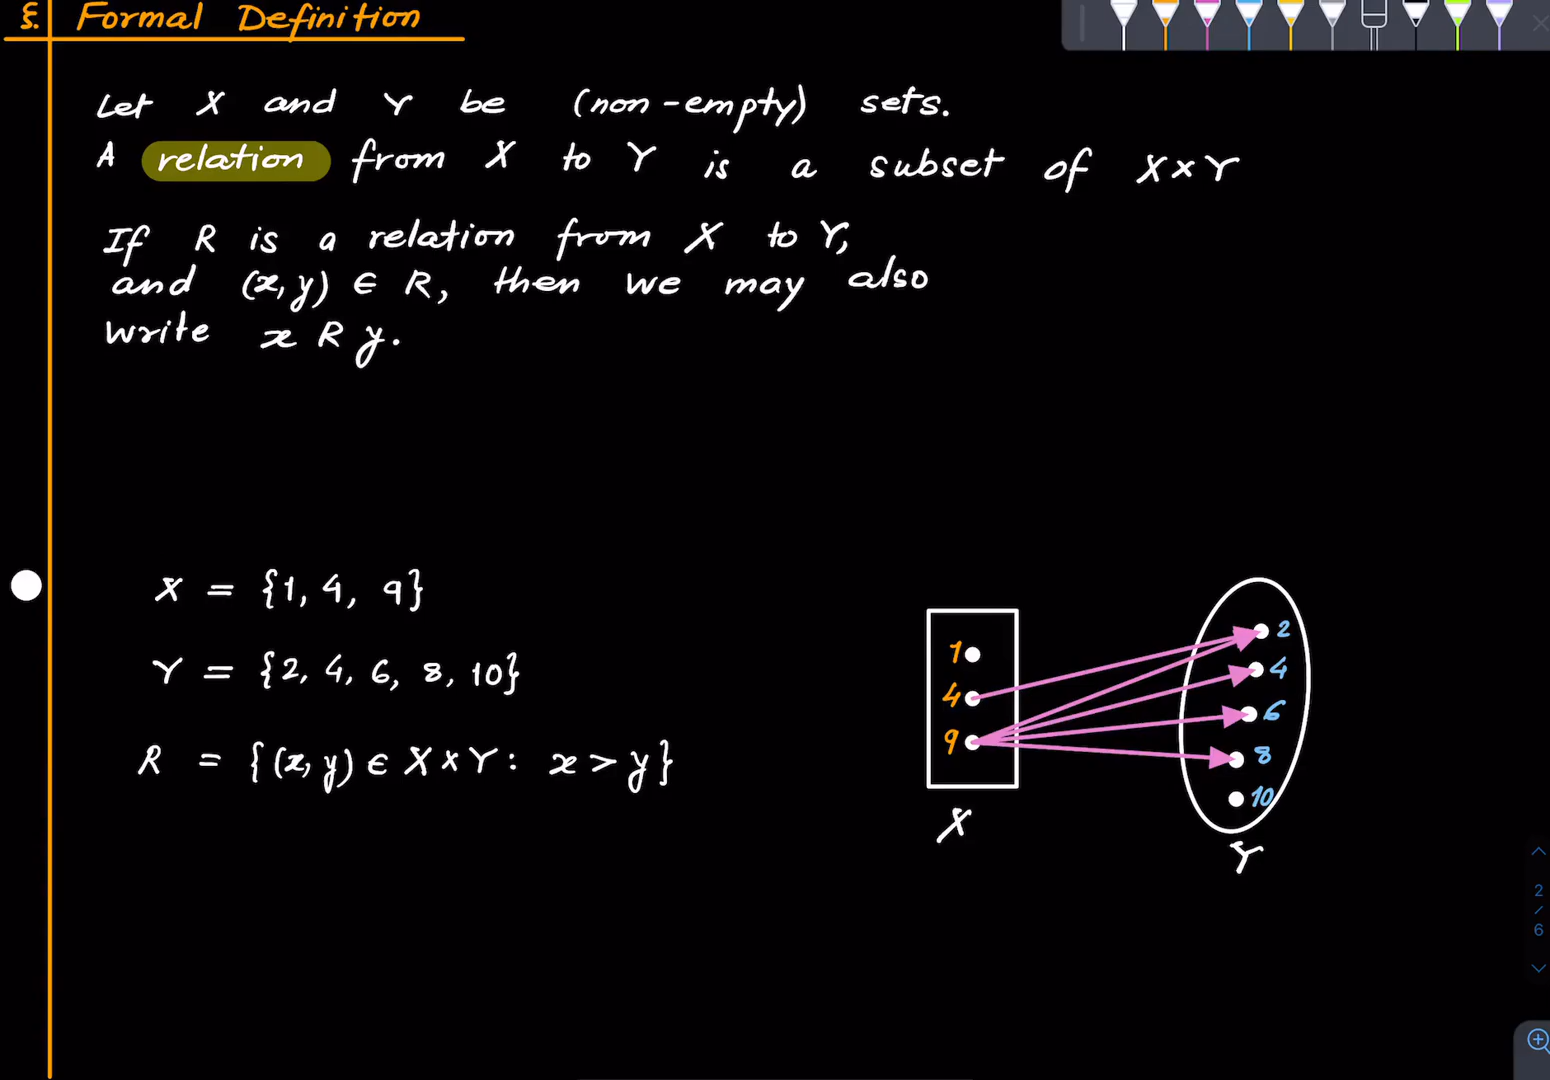 §. Formal Definition
Let X and Y be (non-empty) sets.
A relation from X to Y is a subset of X×Y
If R is a relation from X to Y,
and (x,y) ∈ R, then we may also
write x R y.
X = {1, 4, 9}
Y = {2, 4, 6, 8, 10}
R = {(x,y) ∈ X×Y: x > y}
1
4
9
X
2
4
6
8
10
Y
2
/
6